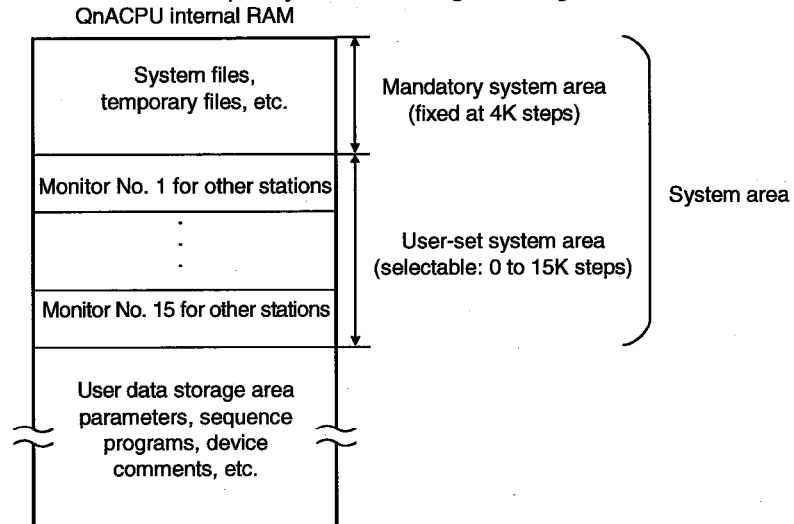 QnACPU internal RAM
System files,
temporary files, etc.
Mandatory system area
(fixed at 4K steps)
Monitor No. 1 for other stations
System area
User-set system area
(selectable: 0 to 15K steps)
Monitor No. 15 for other stations
User data storage area
parameters, sequence
programs, device
comments, etc.